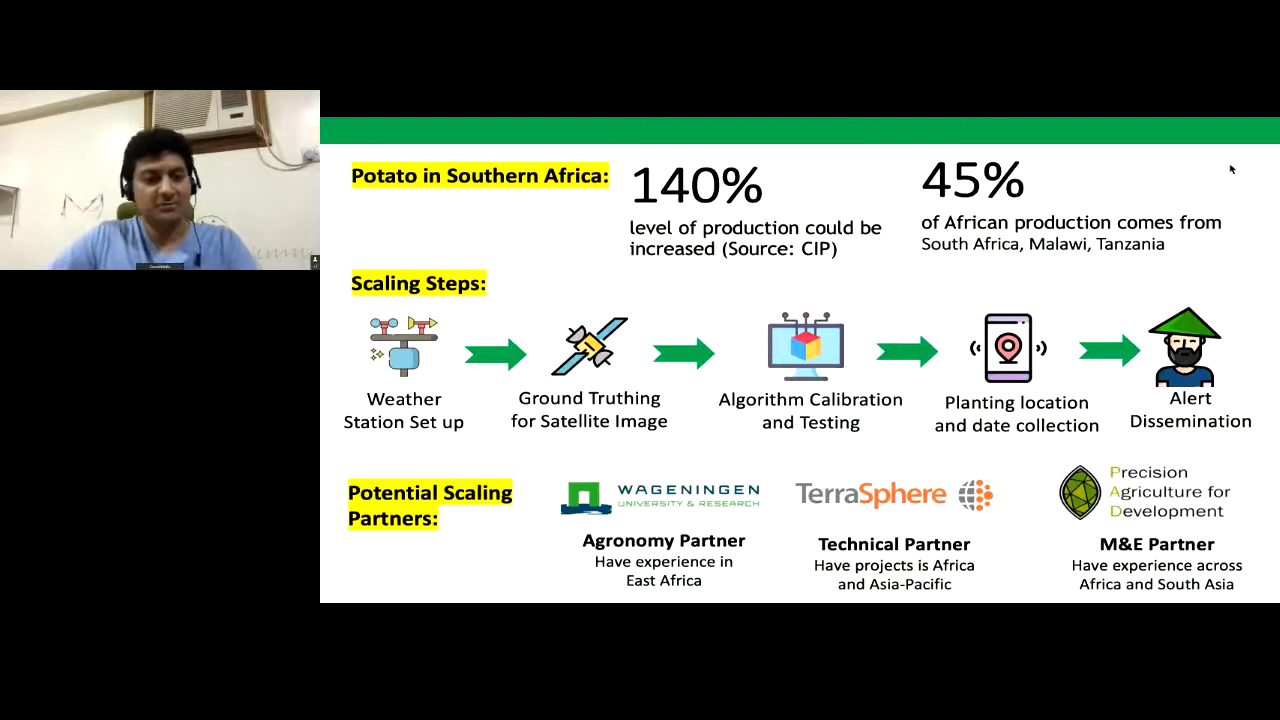 Potato in Southern Africa:
140%
level of production could be
increased (Source: CIP)
45%
of African production comes from
South Africa, Malawi, Tanzania
Scaling Steps:
Weather
Station Set up
Ground Truthing
for Satellite Image
Algorithm Calibration
and Testing
Planting location
and date collection
Alert
Dissemination
Potential Scaling
Partners:
WAGENINGEN
UNIVERSITY & RESEARCH
Agronomy Partner
Have experience in
East Africa
TerraSphere
Technical Partner
Have projects is Africa
and Asia-Pacific
Precision
Agriculture for
Development
M&E Partner
Have experience across
Africa and South Asia